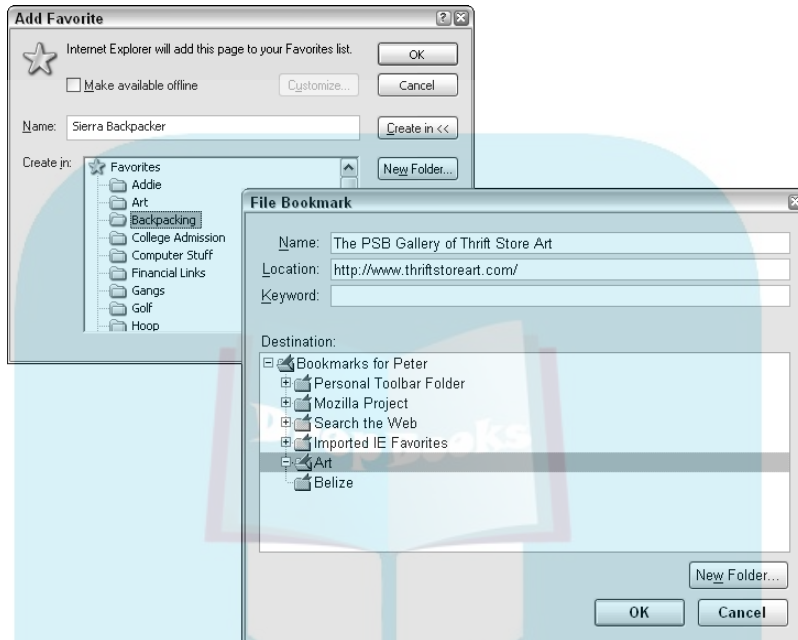 Add Favorite
Internet Explorer will add this page to your Favorites list.
OK
Make available offline
Customize...
Cancel
Name: Sierra Backpacker
Create in <<
Create in:
Favorites
New Folder...
Addie
Art
Backpacking
College Admission
Computer Stuff
Financial Links
Gangs
Golf
Hoop
File Bookmark
Name: The PSB Gallery of Thrift Store Art
Location: http://www.thriftstoreart.com/
Keyword:
Destination:
Bookmarks for Peter
Personal Toolbar Folder
Mozilla Project
Search the Web
Imported IE Favorites
Art
Belize
New Folder...
OK
Cancel